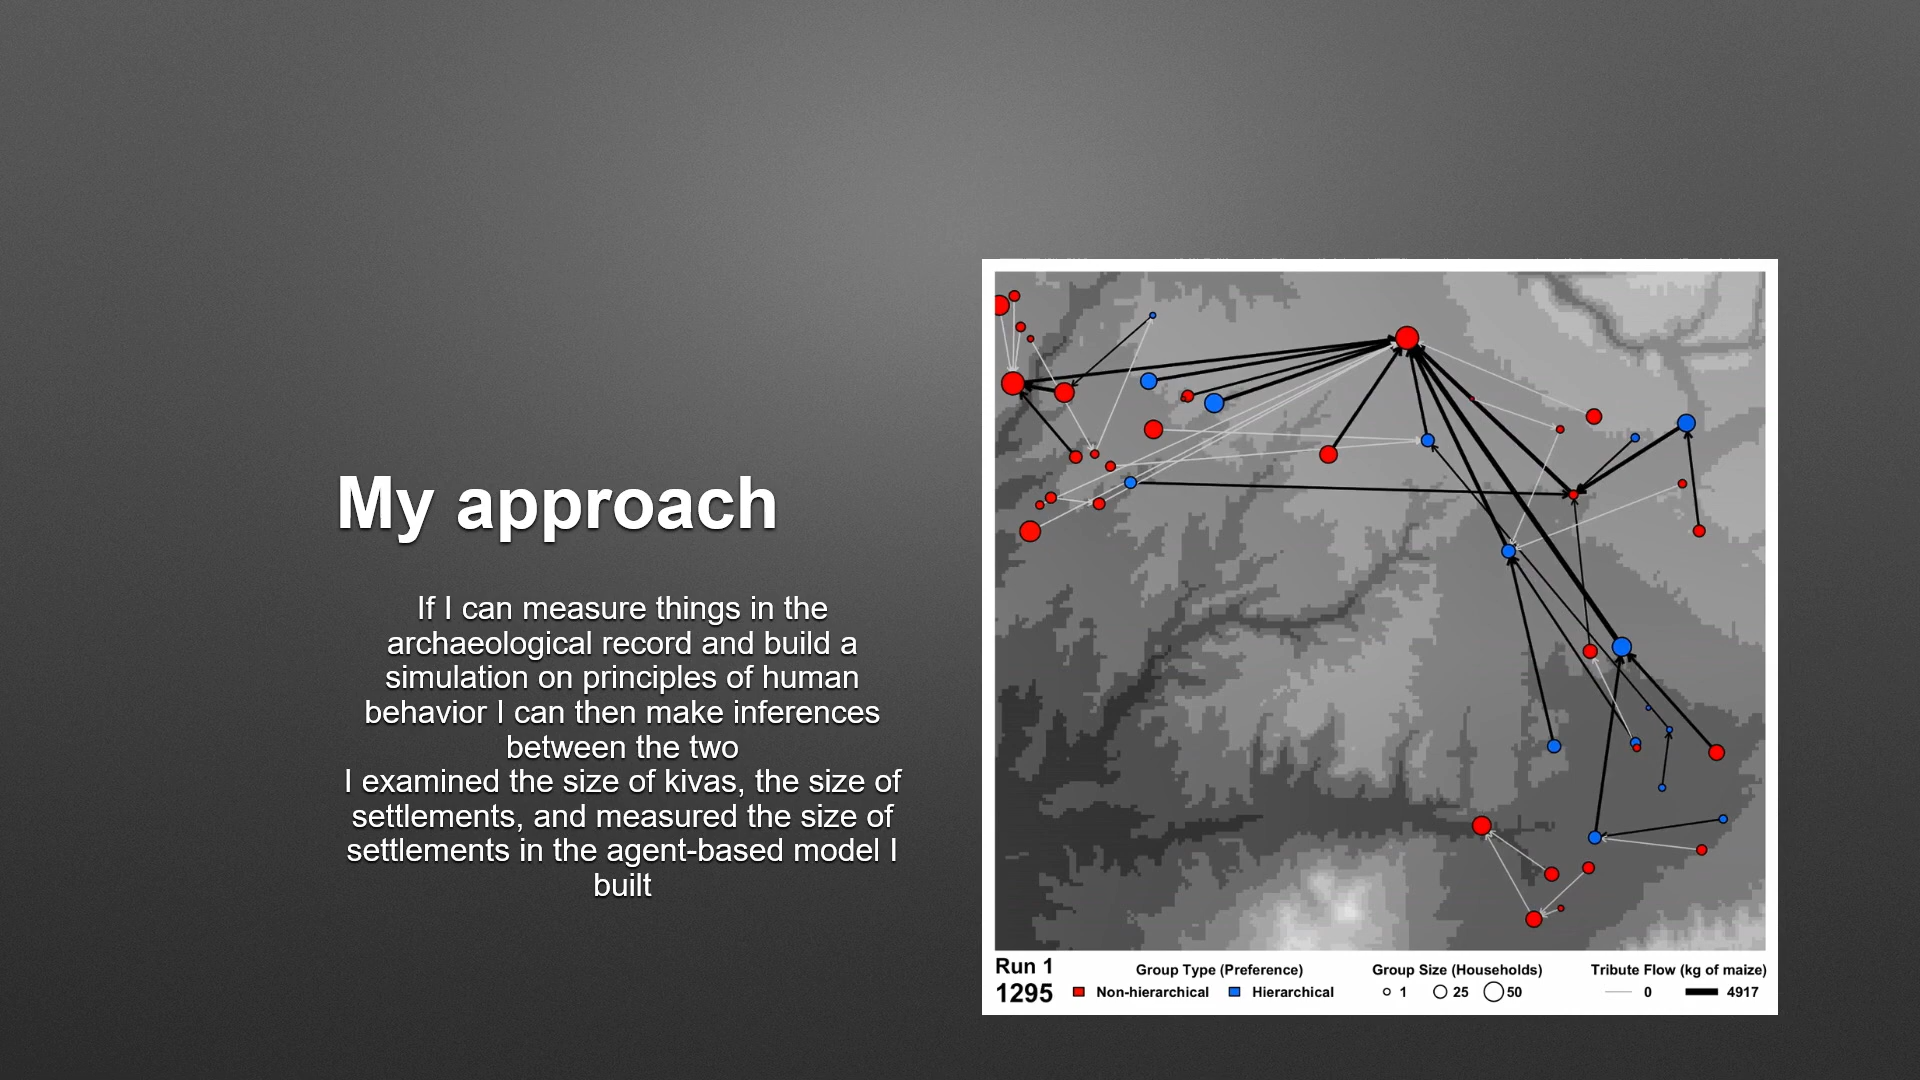 My approach
If I can measure things in the
archaeological record and build a
simulation on principles of human
behavior I can then make inferences
between the two
I examined the size of kivas, the size of
settlements, and measured the size of
settlements in the agent-based model I
built
Run 1
1295
Group Type (Preference)
Non-hierarchical Hierarchical
Group Size (Households)
1 25 50
Tribute Flow (kg of maize)
0 4917